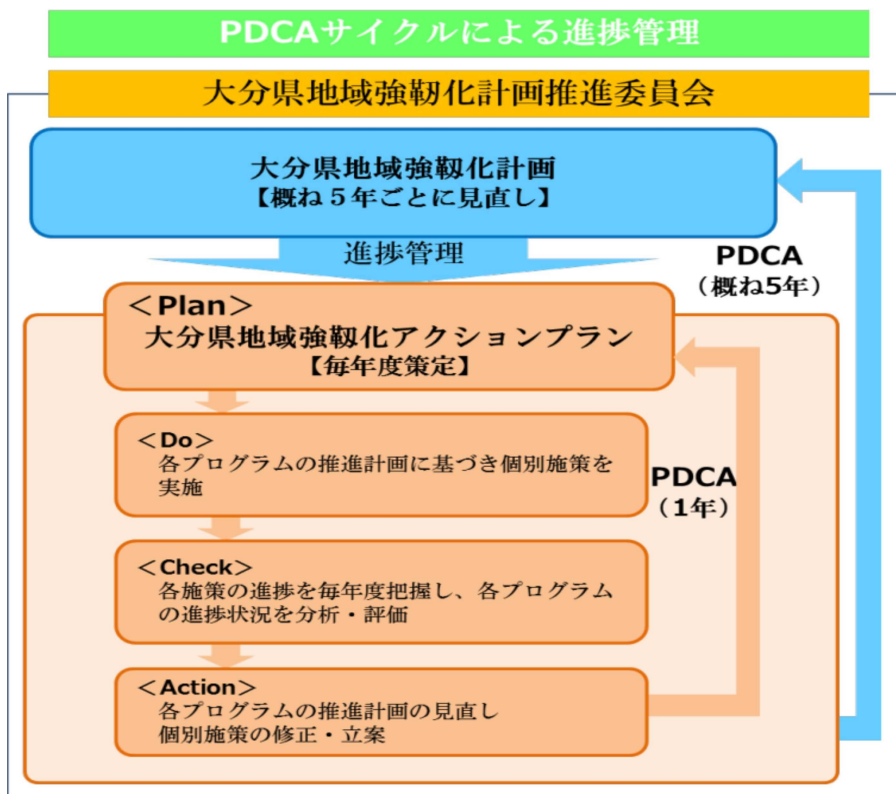 PDCAサイクルによる進捗管理
大分県地域強靭化計画推進委員会
大分県地域強靱化計画
【概ね５年ごとに見直し】
進捗管理
PDCA
（概ね5年）
＜Plan＞
大分県地域強靱化アクションプラン
【毎年度策定】
＜Do＞
各プログラムの推進計画に基づき個別施策を
実施
PDCA
（1年）
＜Check＞
各施策の進捗を毎年度把握し、各プログラム
の進捗状況を分析・評価
＜Action＞
各プログラムの推進計画の見直し
個別施策の修正・立案